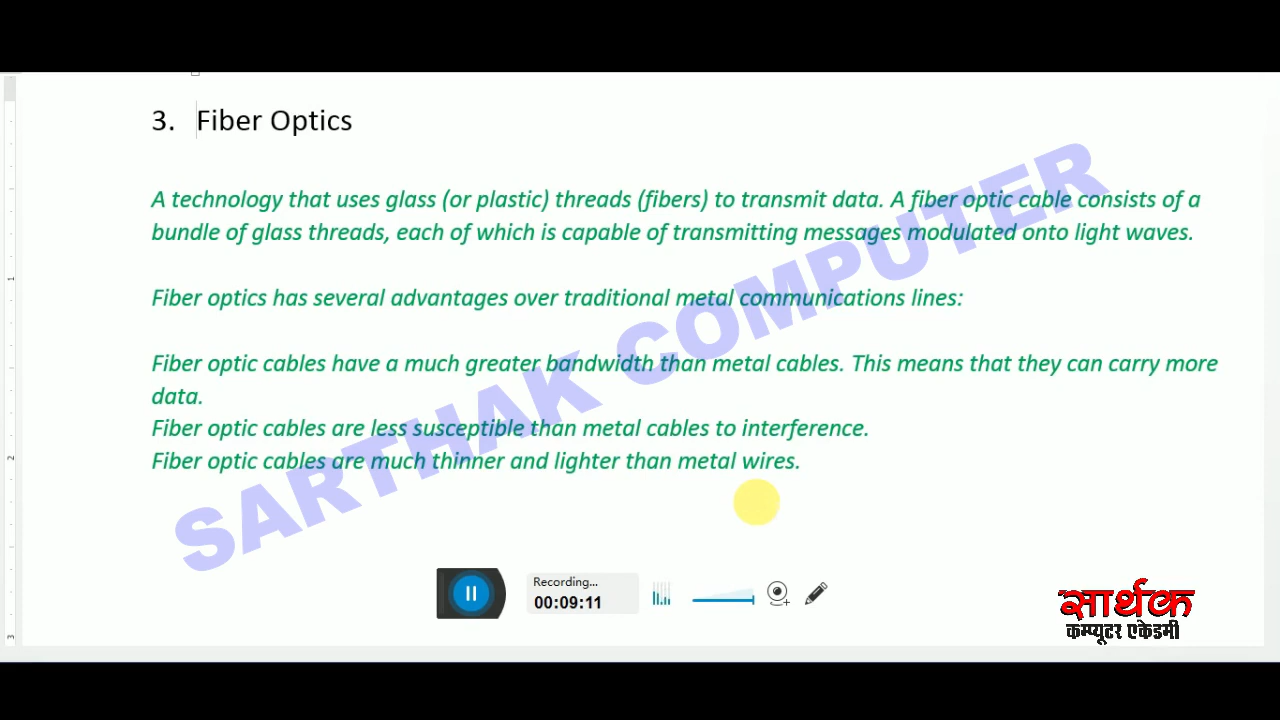 3. Fiber Optics
A technology that uses glass (or plastic) threads (fibers) to transmit data. A fiber optic cable consists of a
bundle of glass threads, each of which is capable of transmitting messages modulated onto light waves.
Fiber optics has several advantages over traditional metal communications lines:
Fiber optic cables have a much greater bandwidth than metal cables. This means that they can carry more
data.
Fiber optic cables are less susceptible than metal cables to interference.
Fiber optic cables are much thinner and lighter than metal wires.
SARTHAK COMPUTER
Recording...
00:09:11
सार्थक
कम्प्यूटर एकेडमी
1
2
3